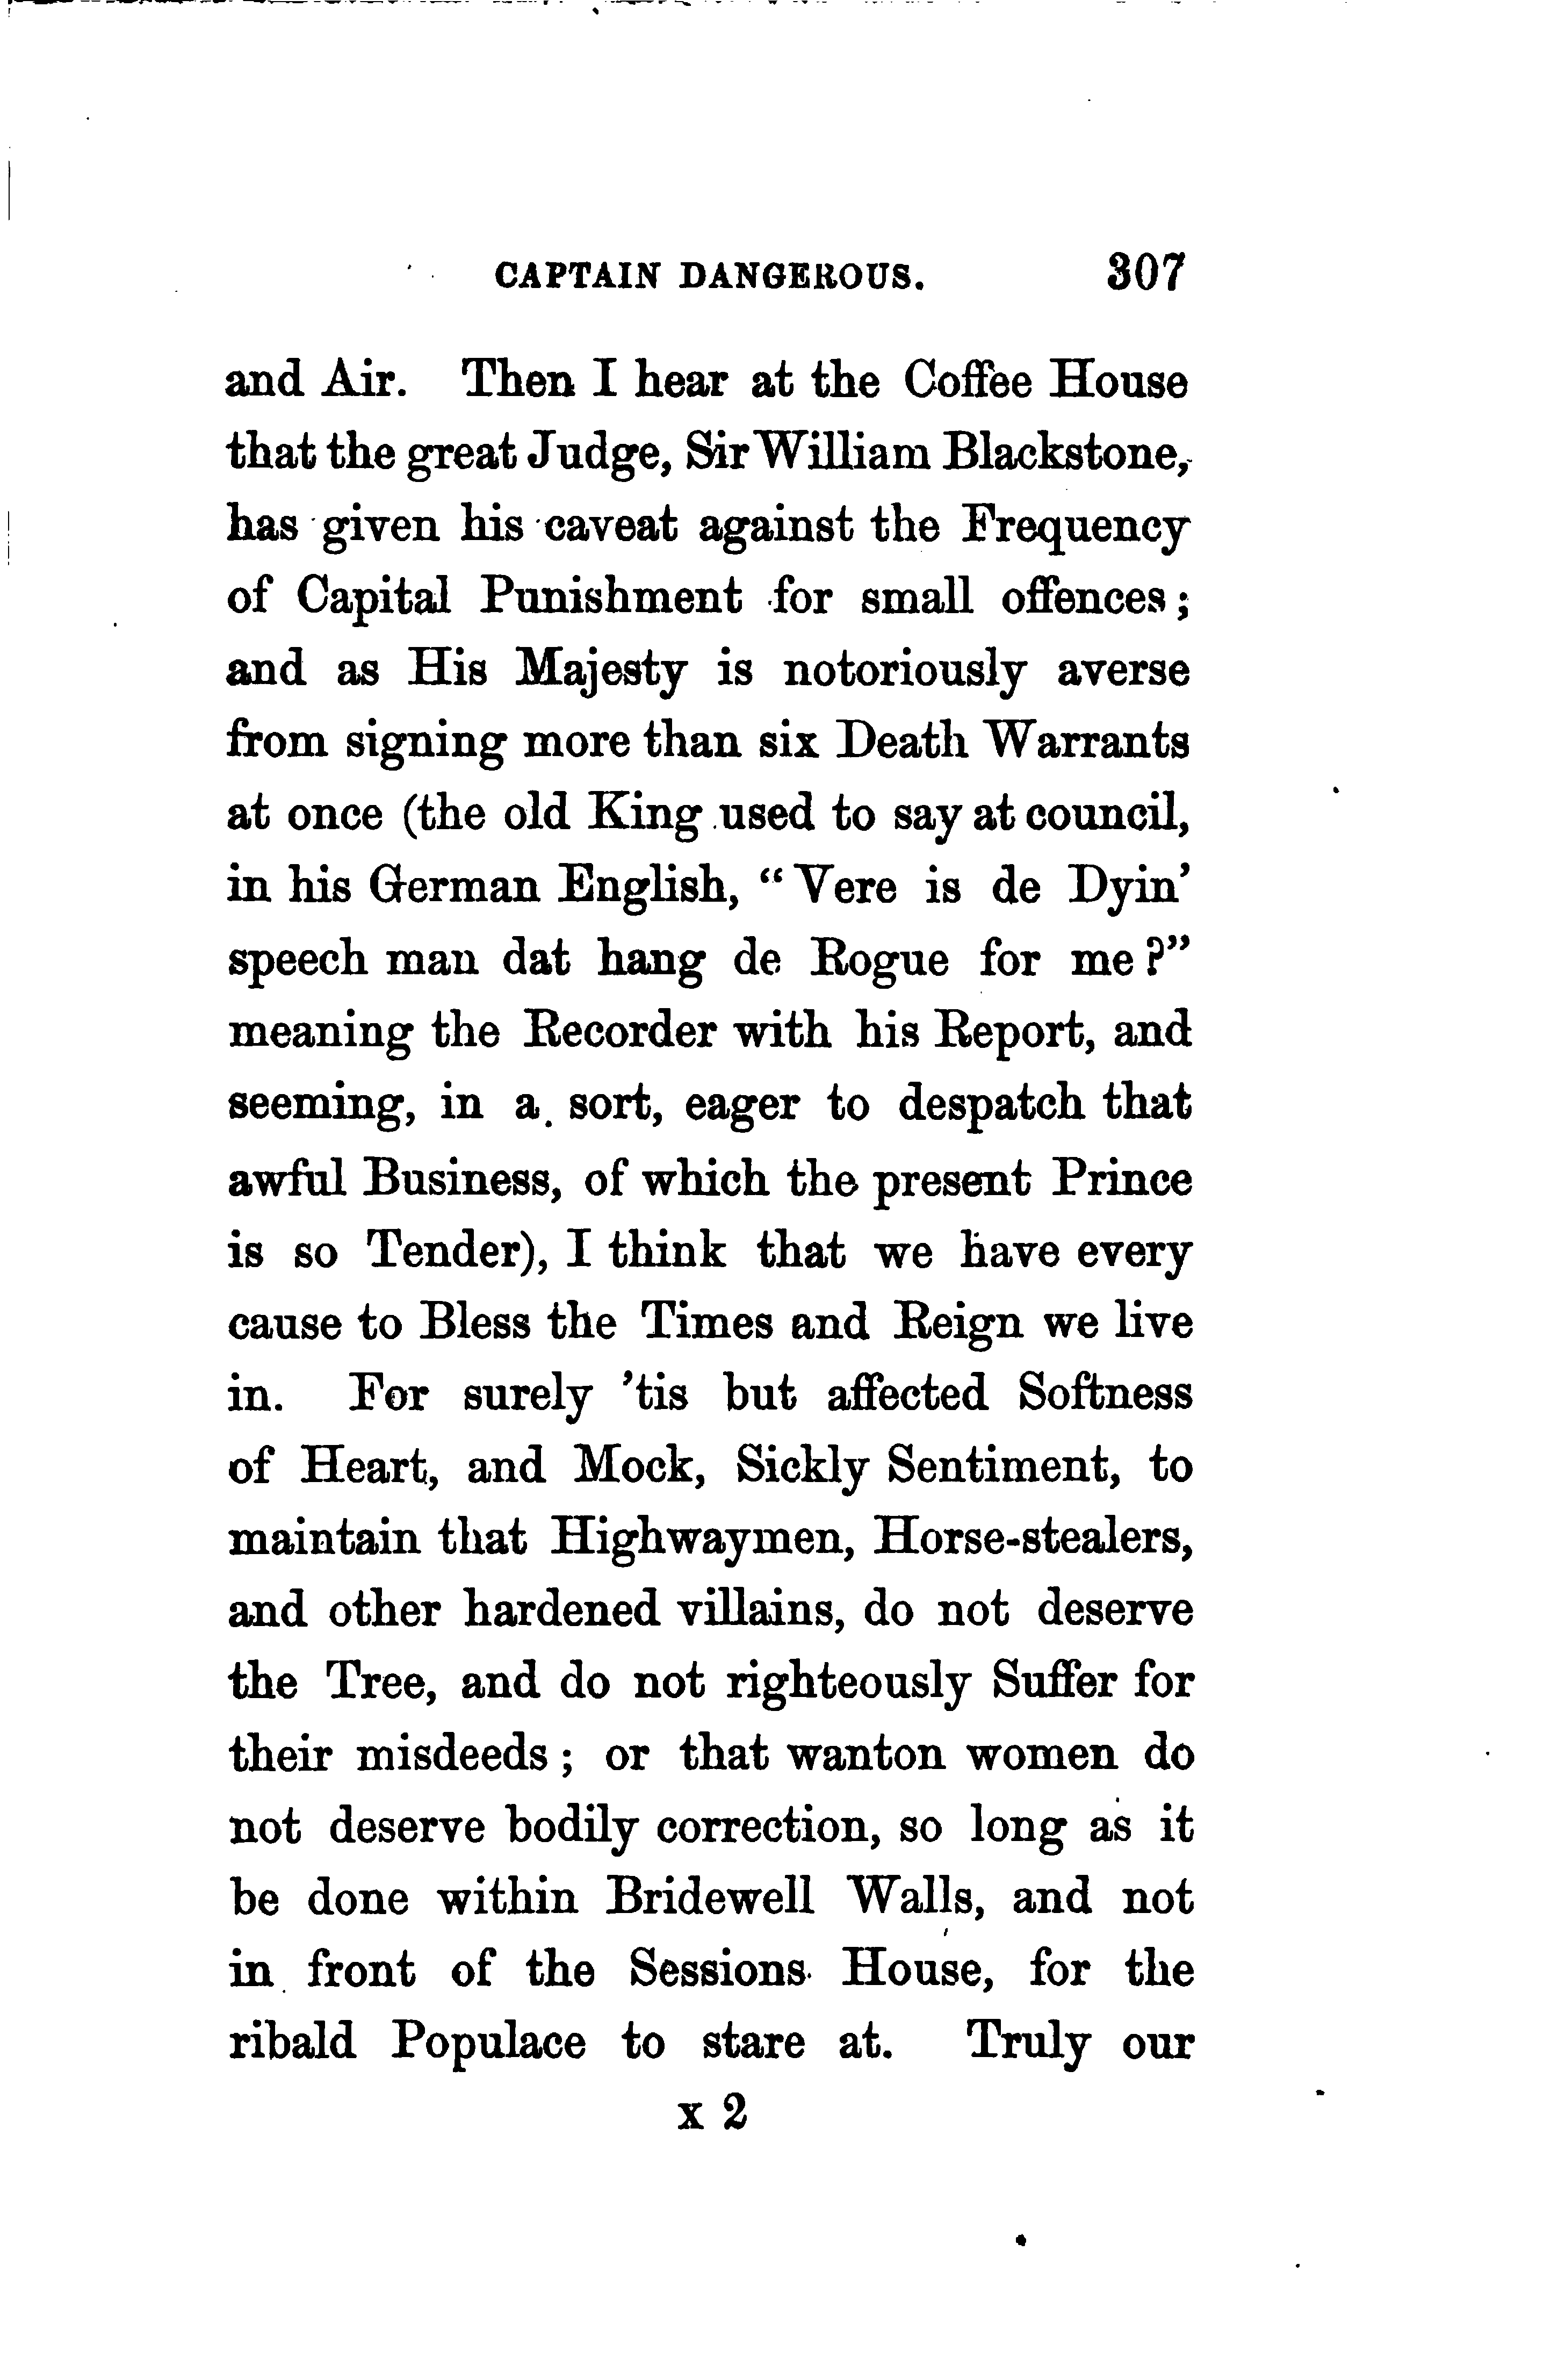 CAPTAIN DANGEROUS. 307
and Air. Then I hear at the Coffee House
that the great Judge, Sir William Blackstone,
has given his caveat against the Frequency
of Capital Punishment for small offences;
and as His Majesty is notoriously averse
from signing more than six Death Warrants
at once (the old King used to say at council,
in his German English, “Vere is de Dyin’
speech man dat hang de Rogue for me?”
meaning the Recorder with his Report, and
seeming, in a sort, eager to despatch that
awful Business, of which the present Prince
is so Tender), I think that we have every
cause to Bless the Times and Reign we live
in. For surely ’tis but affected Softness
of Heart, and Mock, Sickly Sentiment, to
maintain that Highwaymen, Horse-stealers,
and other hardened villains, do not deserve
the Tree, and do not righteously Suffer for
their misdeeds; or that wanton women do
not deserve bodily correction, so long as it
be done within Bridewell Walls, and not
in front of the Sessions House, for the
ribald Populace to stare at. Truly our
x 2